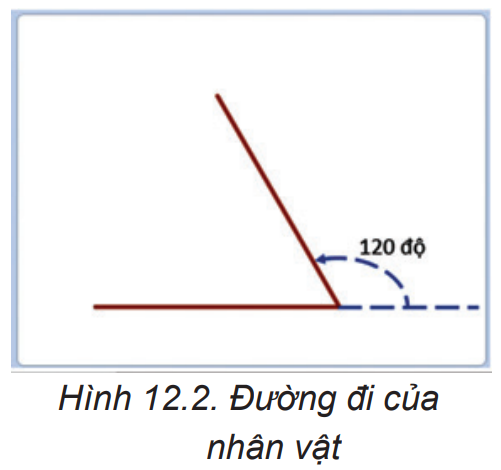 120 độ
Hình 12.2. Đường đi của
nhân vật